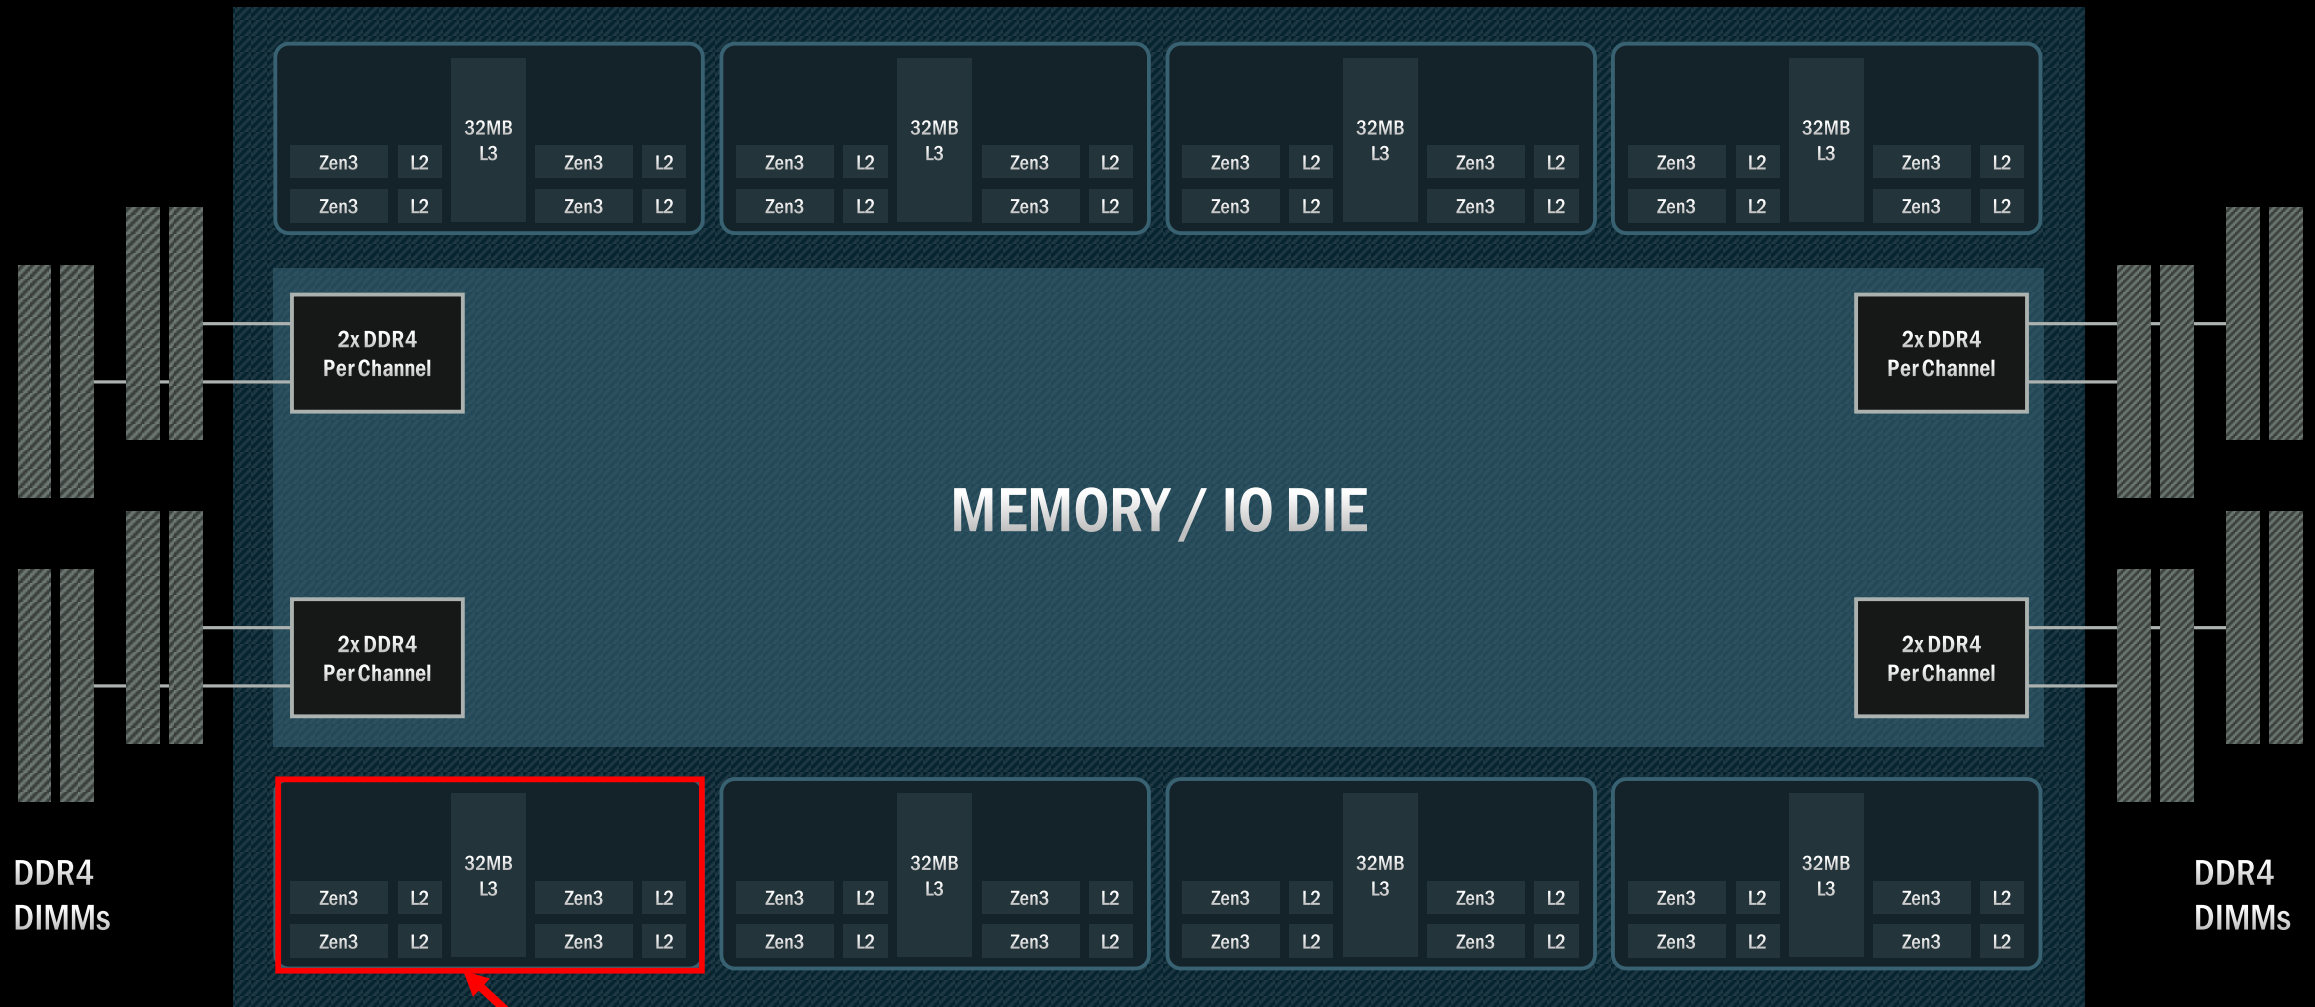 32MB
L3
Zen3 L2 Zen3 L2
Zen3 L2 Zen3 L2
32MB
L3
Zen3 L2 Zen3 L2
Zen3 L2 Zen3 L2
32MB
L3
Zen3 L2 Zen3 L2
Zen3 L2 Zen3 L2
32MB
L3
Zen3 L2 Zen3 L2
Zen3 L2 Zen3 L2
2x DDR4
Per Channel
2x DDR4
Per Channel
MEMORY / IO DIE
2x DDR4
Per Channel
2x DDR4
Per Channel
32MB
L3
Zen3 L2 Zen3 L2
Zen3 L2 Zen3 L2
32MB
L3
Zen3 L2 Zen3 L2
Zen3 L2 Zen3 L2
32MB
L3
Zen3 L2 Zen3 L2
Zen3 L2 Zen3 L2
32MB
L3
Zen3 L2 Zen3 L2
Zen3 L2 Zen3 L2
DDR4
DIMMs
DDR4
DIMMs